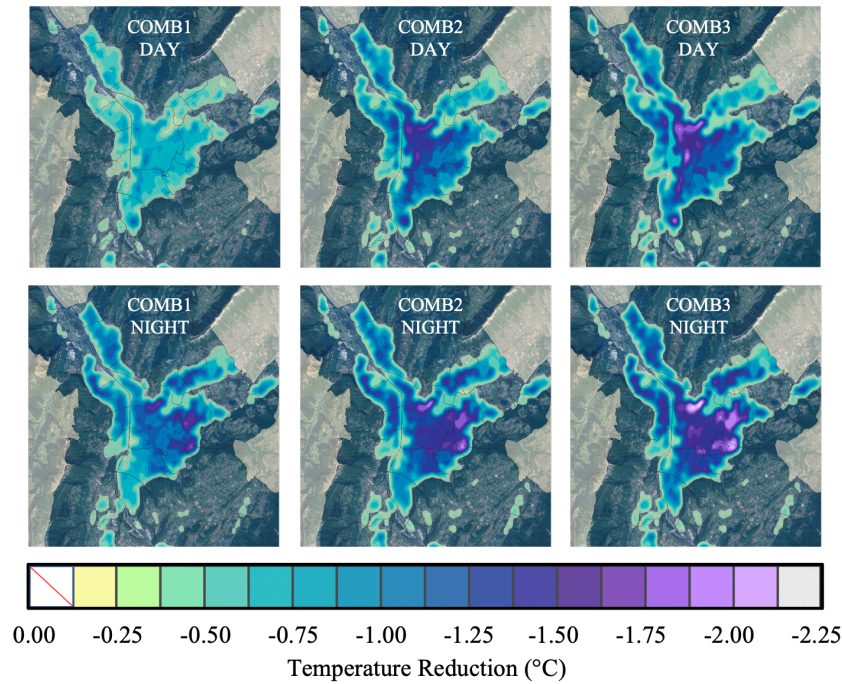 COMB1
DAY
COMB2
DAY
COMB3
DAY
COMB1
NIGHT
COMB2
NIGHT
COMB3
NIGHT
0.00 -0.25 -0.50 -0.75 -1.00 -1.25 -1.50 -1.75 -2.00 -2.25
Temperature Reduction (°C)